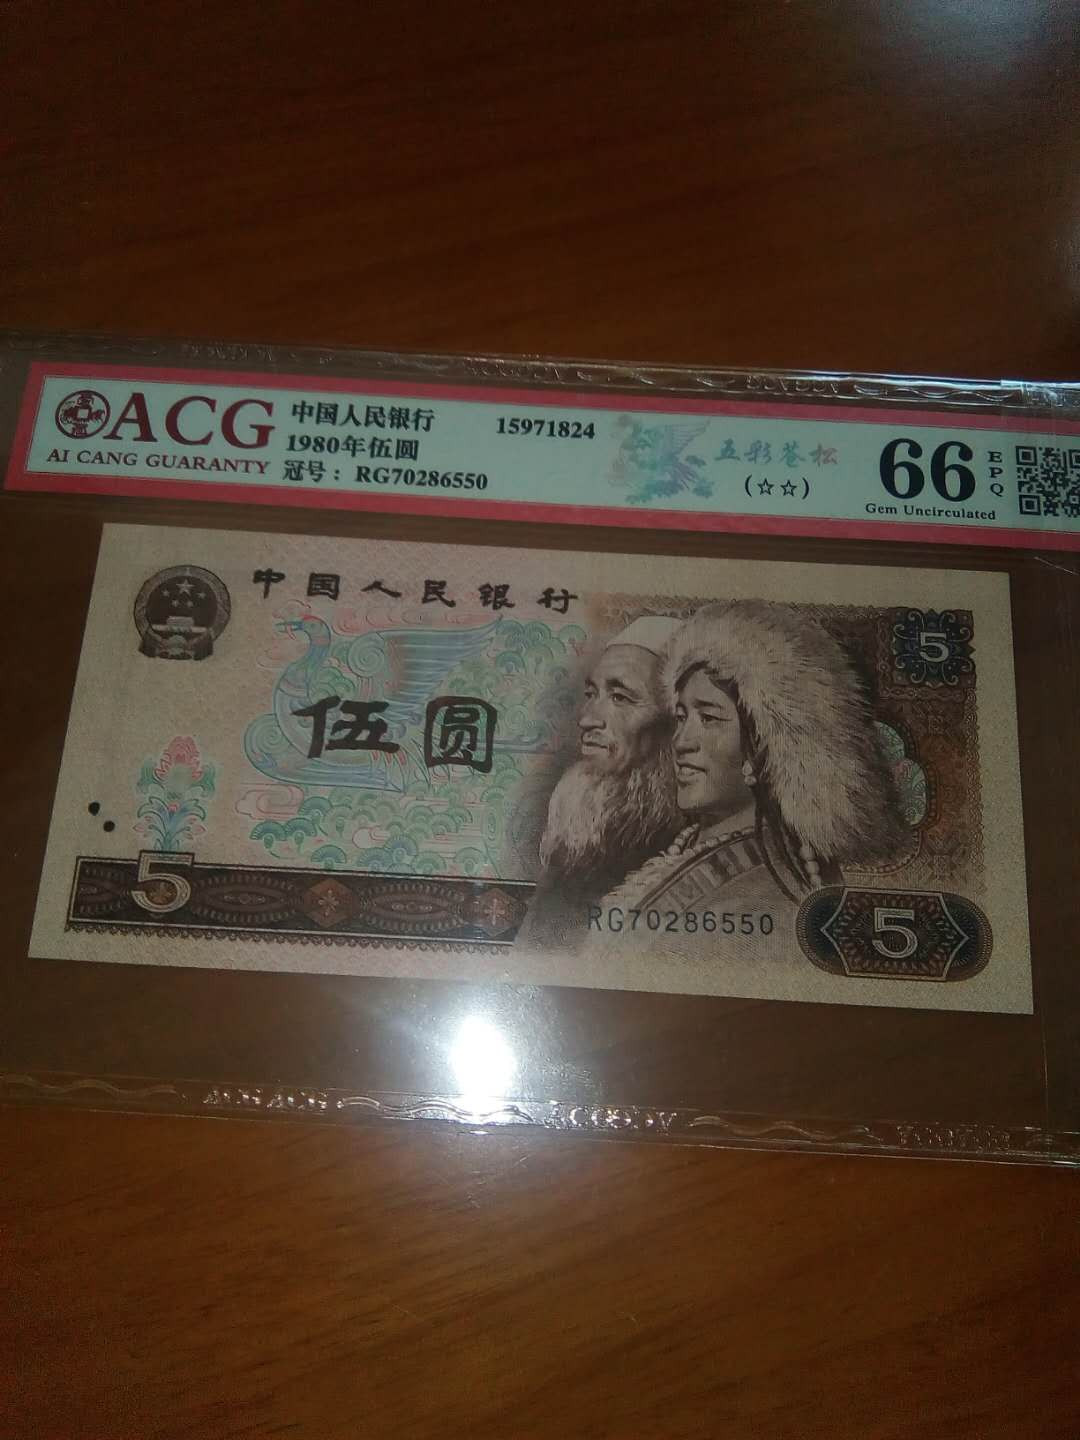 ACG
AI CANG GUARANTY
中国人民银行
1980年伍圆
冠号： RG70286550
15971824
五彩苍松
(☆☆)
66
EPQ
Gem Uncirculated
中国人民银行
5
伍圆
5
RG70286550
5